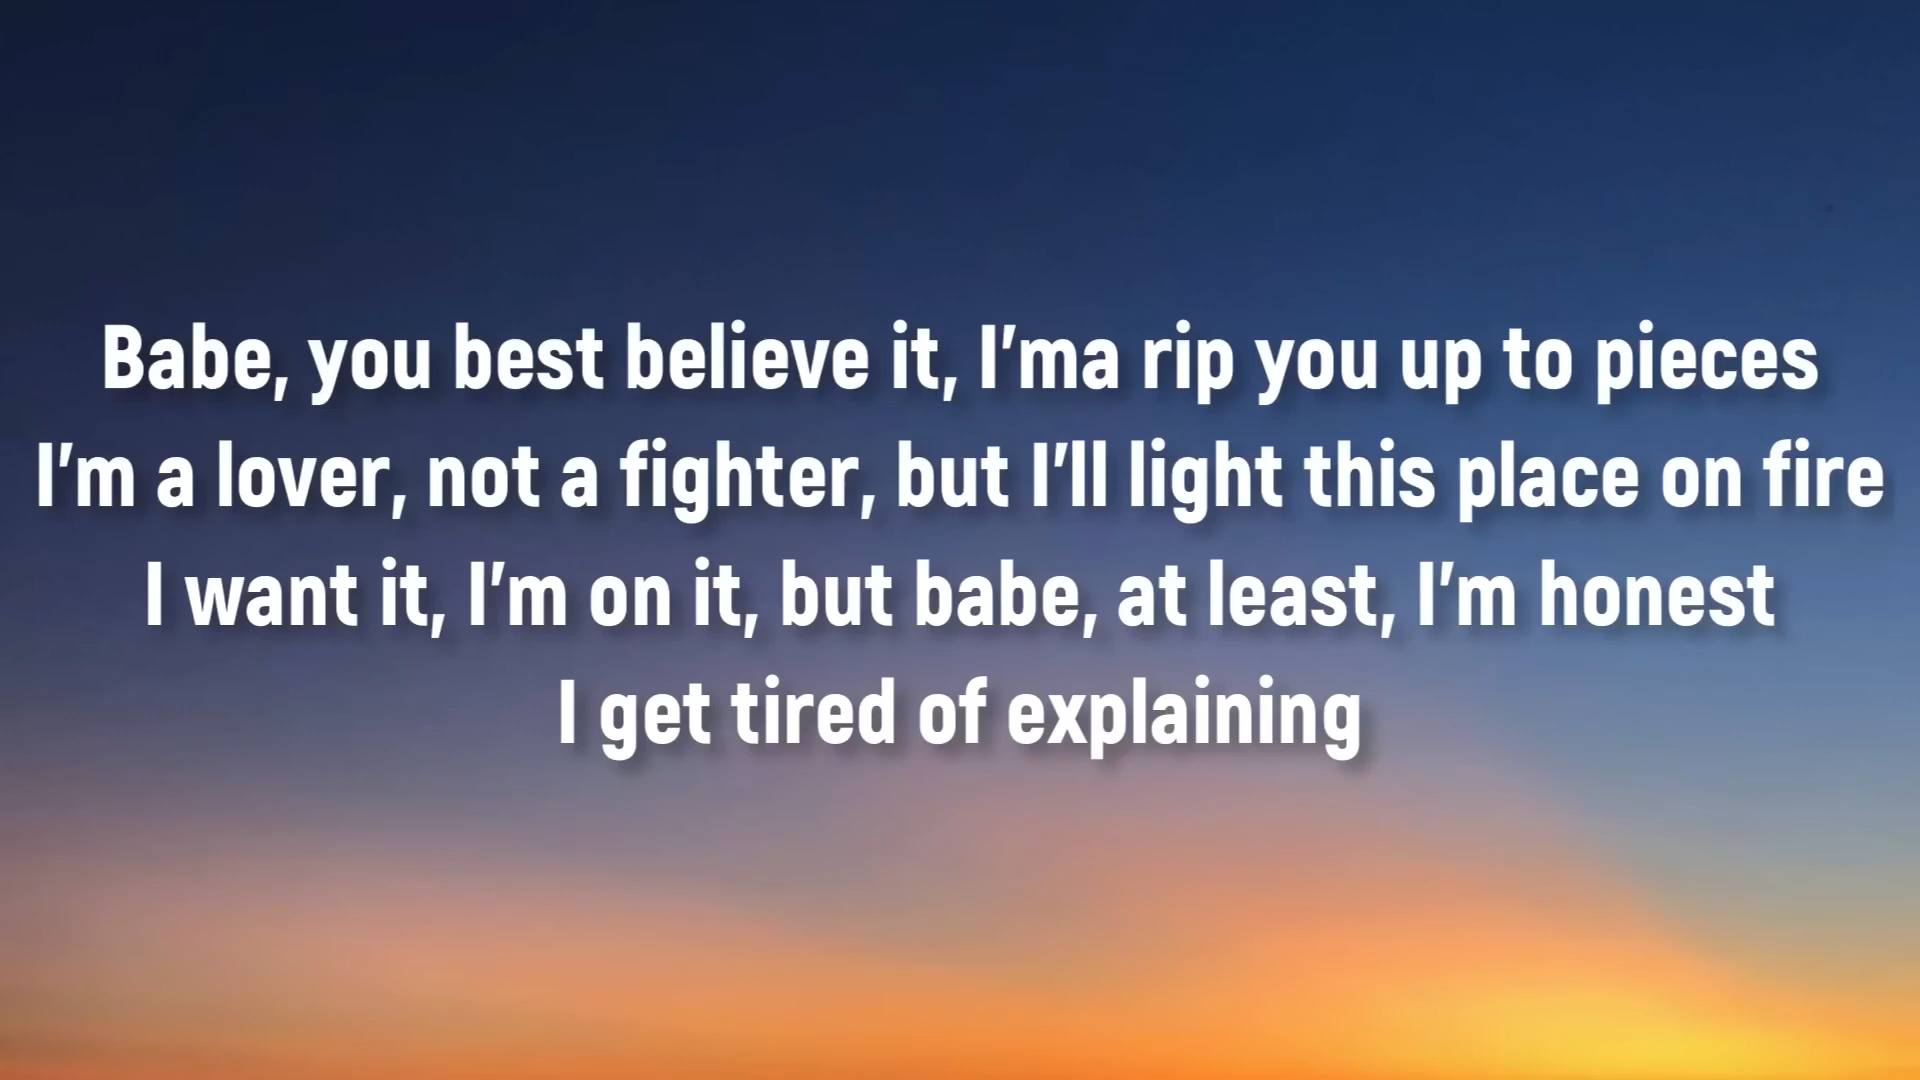 Babe, you best believe it, I'ma rip you up to pieces
I'm a lover, not a fighter, but I'll light this place on fire
I want it, I'm on it, but babe, at least, I'm honest
I get tired of explaining